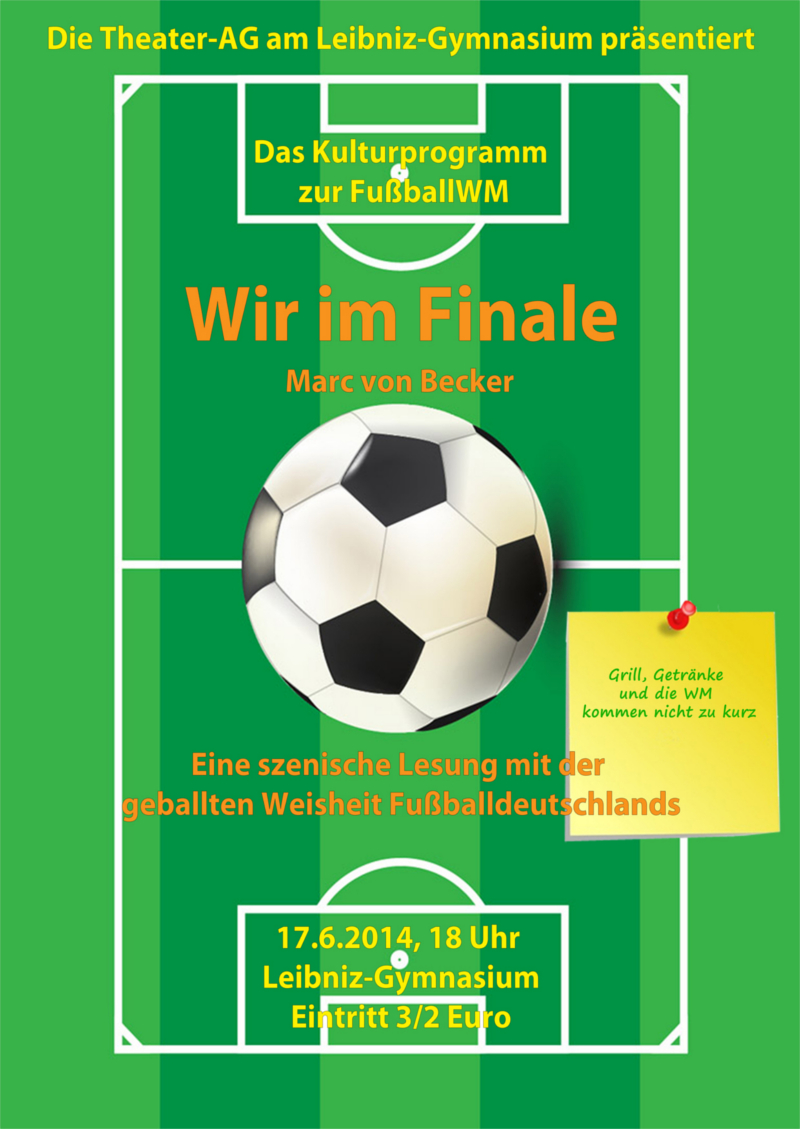 Die Theater-AG am Leibniz-Gymnasium präsentiert
Das Kulturprogramm
zur FußballWM
Wir im Finale
Marc von Becker
Grill, Getränke
und die WM
kommen nicht zu kurz
Eine szenische Lesung mit der
geballten Weisheit Fußballdeutschlands
17.6.2014, 18 Uhr
Leibniz-Gymnasium
Eintritt 3/2 Euro